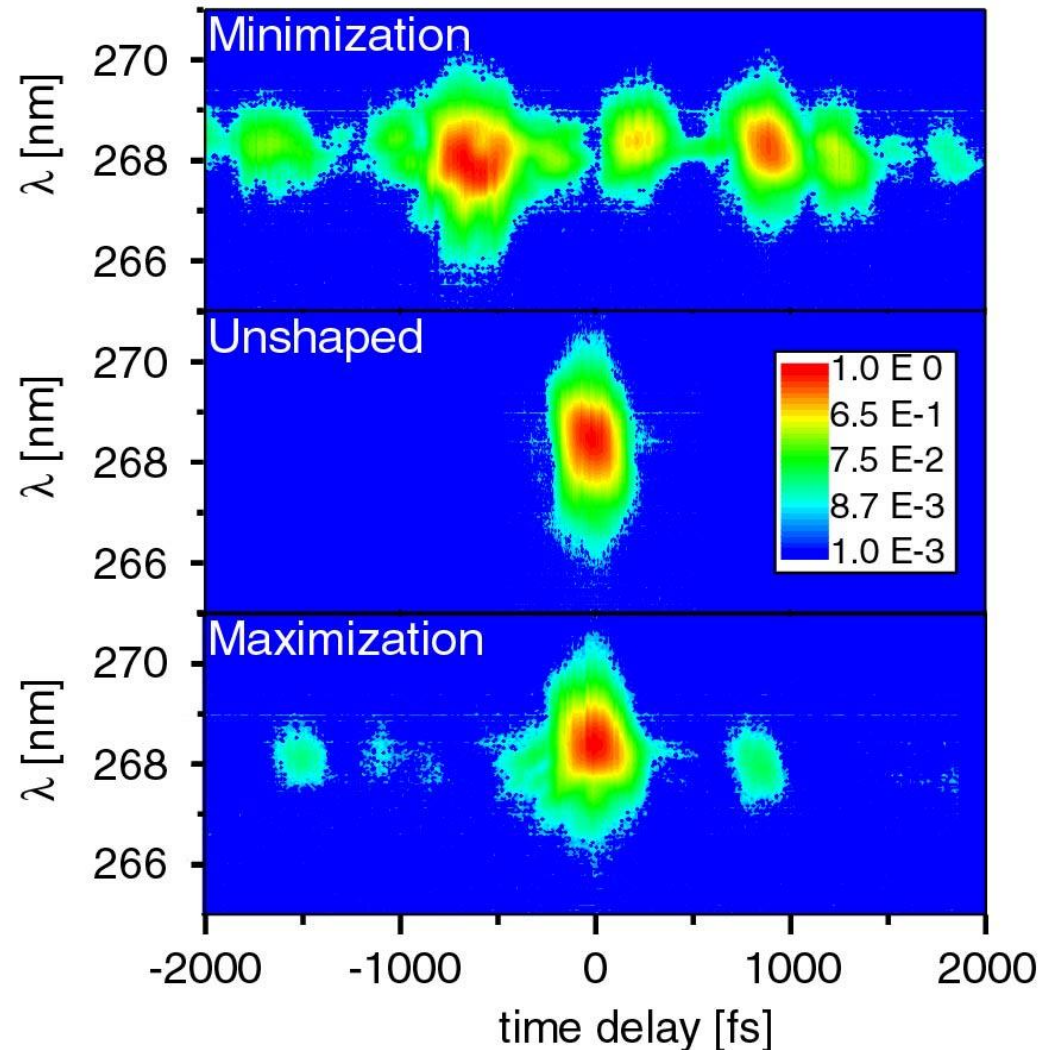 Minimization
270
268
266
λ [nm]
Unshaped
270
268
266
λ [nm]
1.0 E 0
6.5 E-1
7.5 E-2
8.7 E-3
1.0 E-3
Maximization
270
268
266
λ [nm]
-2000 -1000 0 1000 2000
time delay [fs]